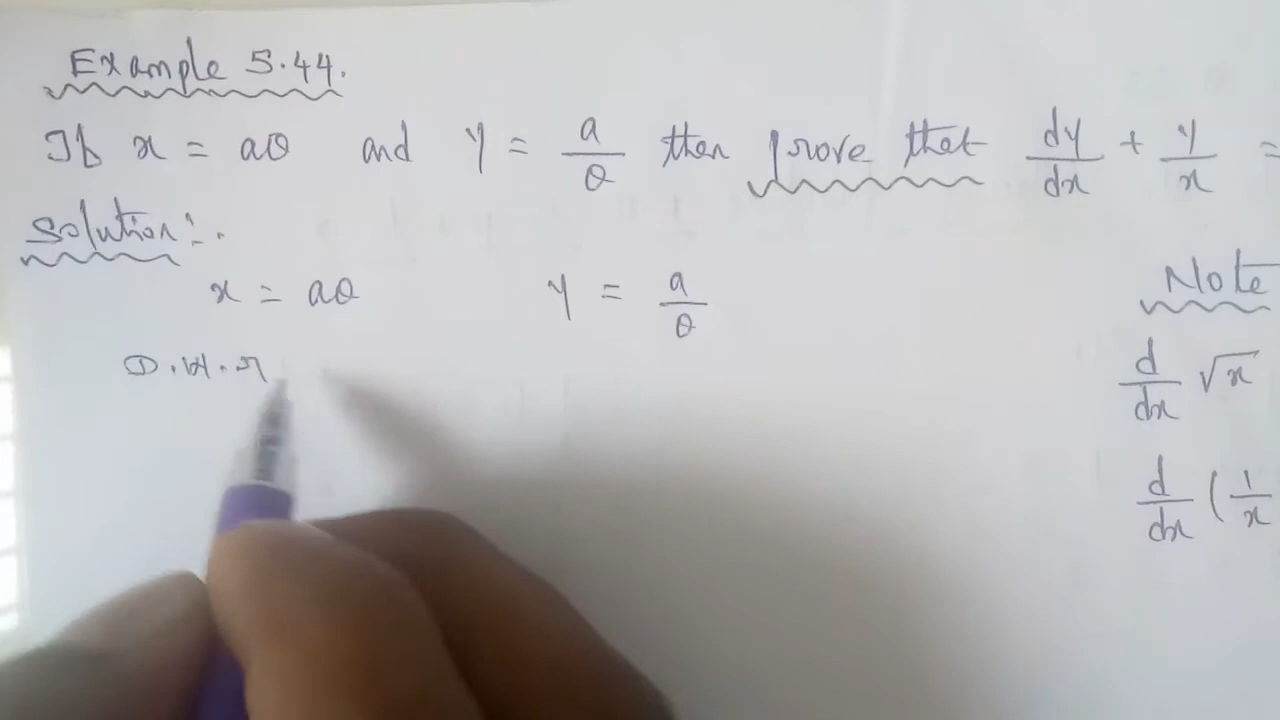 Example 5.44.
If x = aθ and y = a/θ then prove that dy/dx + y/x =
Solution:-.
x = aθ y = a/θ
Note
D.w.r
d/dx √x
d/dx (1/x